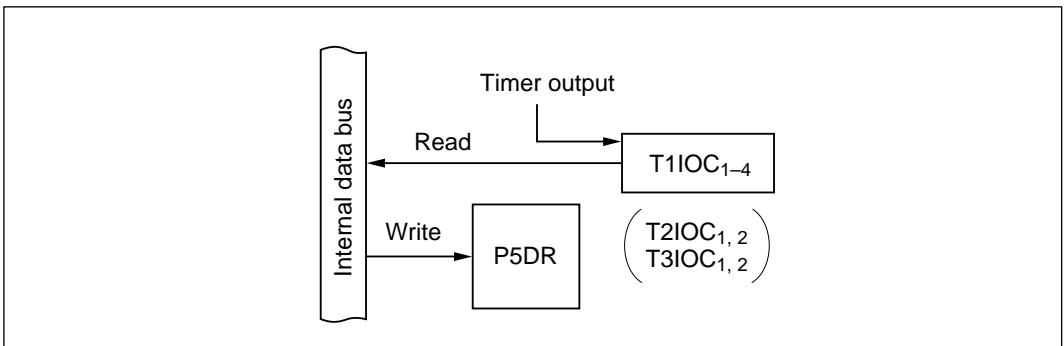 Timer output
Read
T1IOC1–4
Internal data bus
Write
P5DR
T2IOC1, 2
T3IOC1, 2